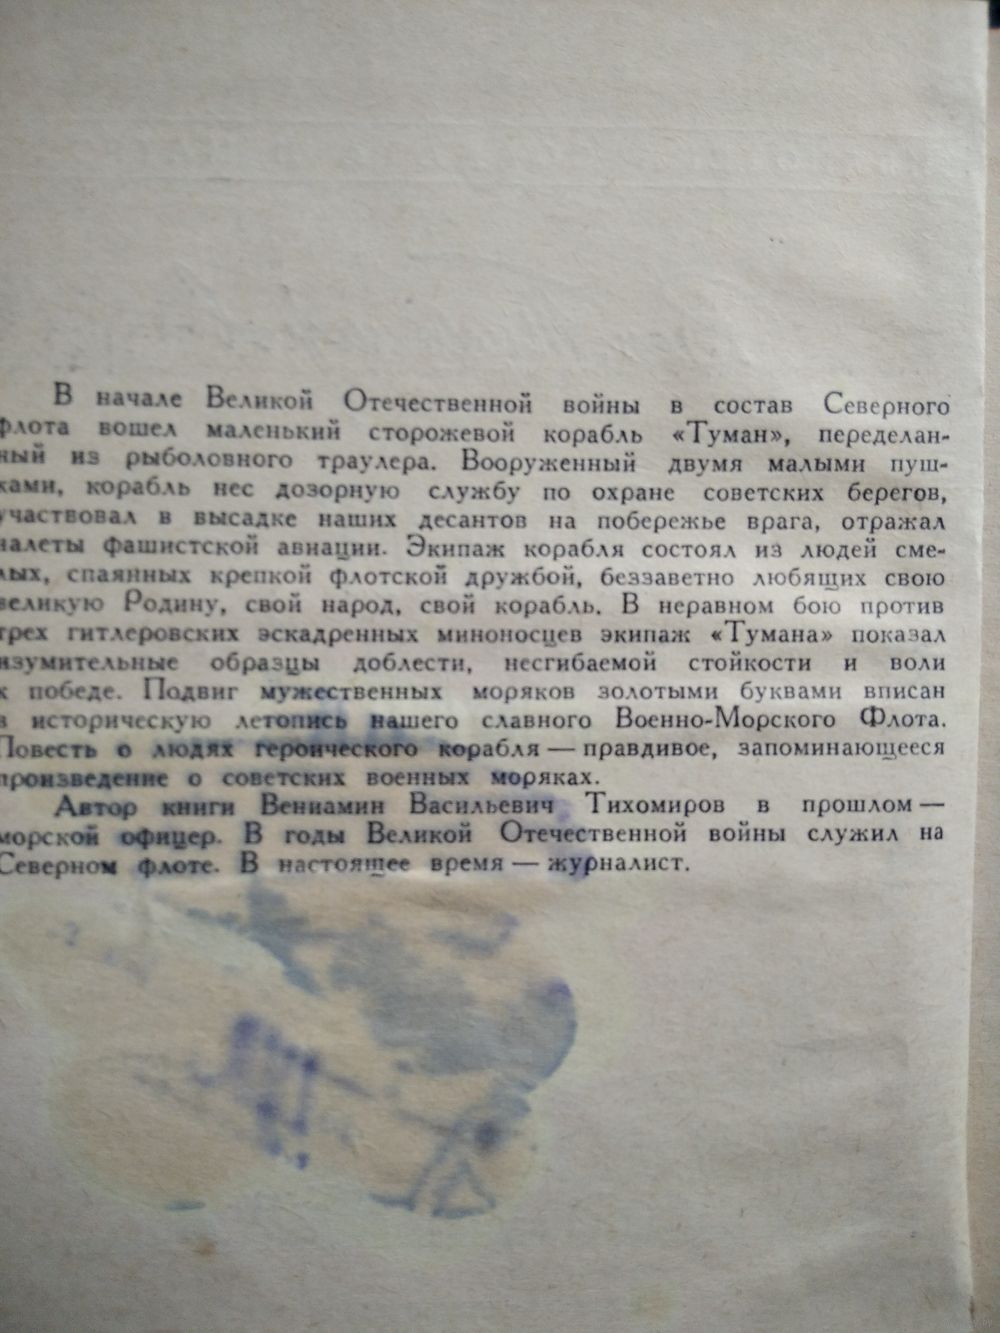 В начале Великой Отечественной войны в состав Северного
флота вошел маленький сторожевой корабль «Туман», переделан-
ный из рыболовного траулера. Вооруженный двумя малыми пуш-
ками, корабль нес дозорную службу по охране советских берегов,
участвовал в высадке наших десантов на побережье врага, отражал
налеты фашистской авиации. Экипаж корабля состоял из людей сме-
лых, спаянных крепкой флотской дружбой, беззаветно любящих свою
великую Родину, свой народ, свой корабль. В неравном бою против
трех гитлеровских эскадренных миноносцев экипаж «Тумана» показал
изумительные образцы доблести, несгибаемой стойкости и воли
к победе. Подвиг мужественных моряков золотыми буквами вписан
в историческую летопись нашего славного Военно-Морского Флота.
Повесть о людях героического корабля — правдивое, запоминающееся
произведение о советских военных моряках.
Автор книги Вениамин Васильевич Тихомиров в прошлом —
морской офицер. В годы Великой Отечественной войны служил на
Северном флоте. В настоящее время — журналист.